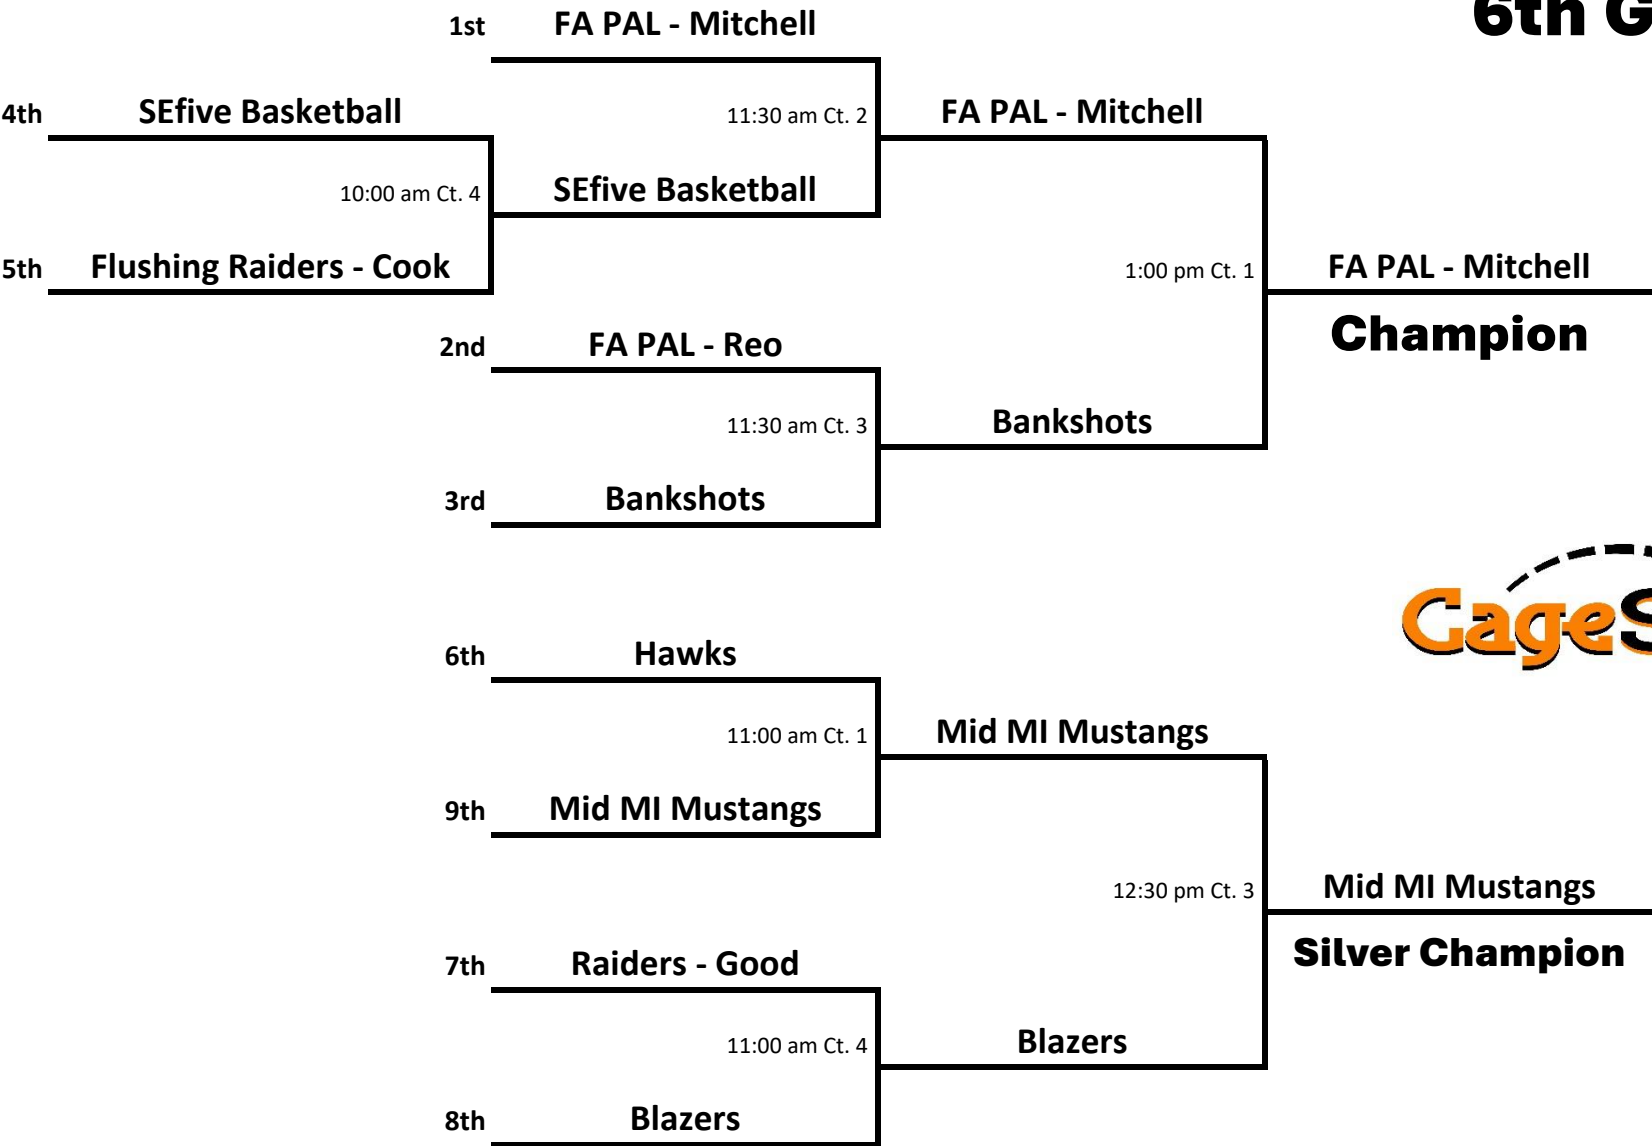 6th G
1st FA PAL - Mitchell
4th SEfive Basketball
11:30 am Ct. 2
FA PAL - Mitchell
10:00 am Ct. 4
SEfive Basketball
5th Flushing Raiders - Cook
1:00 pm Ct. 1
FA PAL - Mitchell
Champion
2nd FA PAL - Reo
11:30 am Ct. 3
Bankshots
3rd Bankshots
CageS
6th Hawks
11:00 am Ct. 1
Mid MI Mustangs
9th Mid MI Mustangs
12:30 pm Ct. 3
Mid MI Mustangs
Silver Champion
7th Raiders - Good
11:00 am Ct. 4
Blazers
8th Blazers